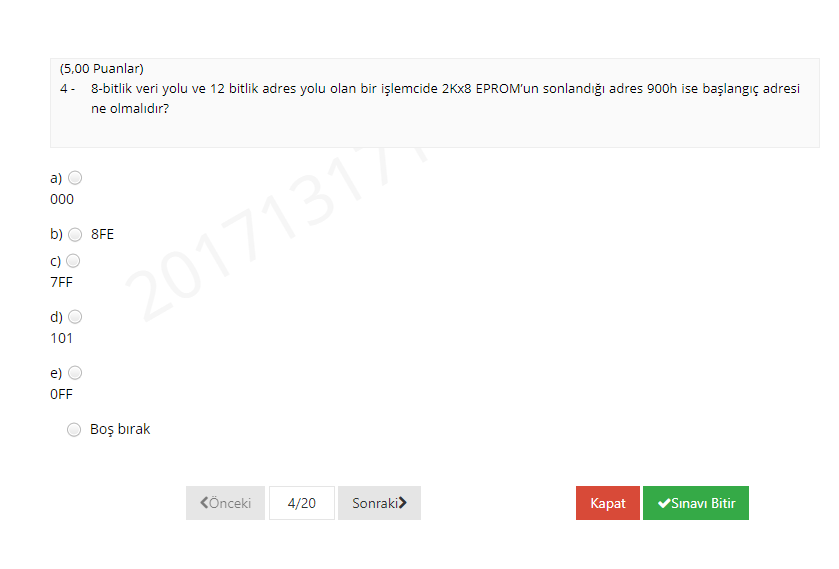 (5,00 Puanlar)
4 - 8-bitlik veri yolu ve 12 bitlik adres yolu olan bir işlemcide 2Kx8 EPROM'un sonlandığı adres 900h ise başlangıç adresi
ne olmalıdır?
a)
000
b) 8FE
c)
7FF
d)
101
e)
0FF
Boş bırak
Önceki 4/20 Sonraki Kapat Sınavı Bitir